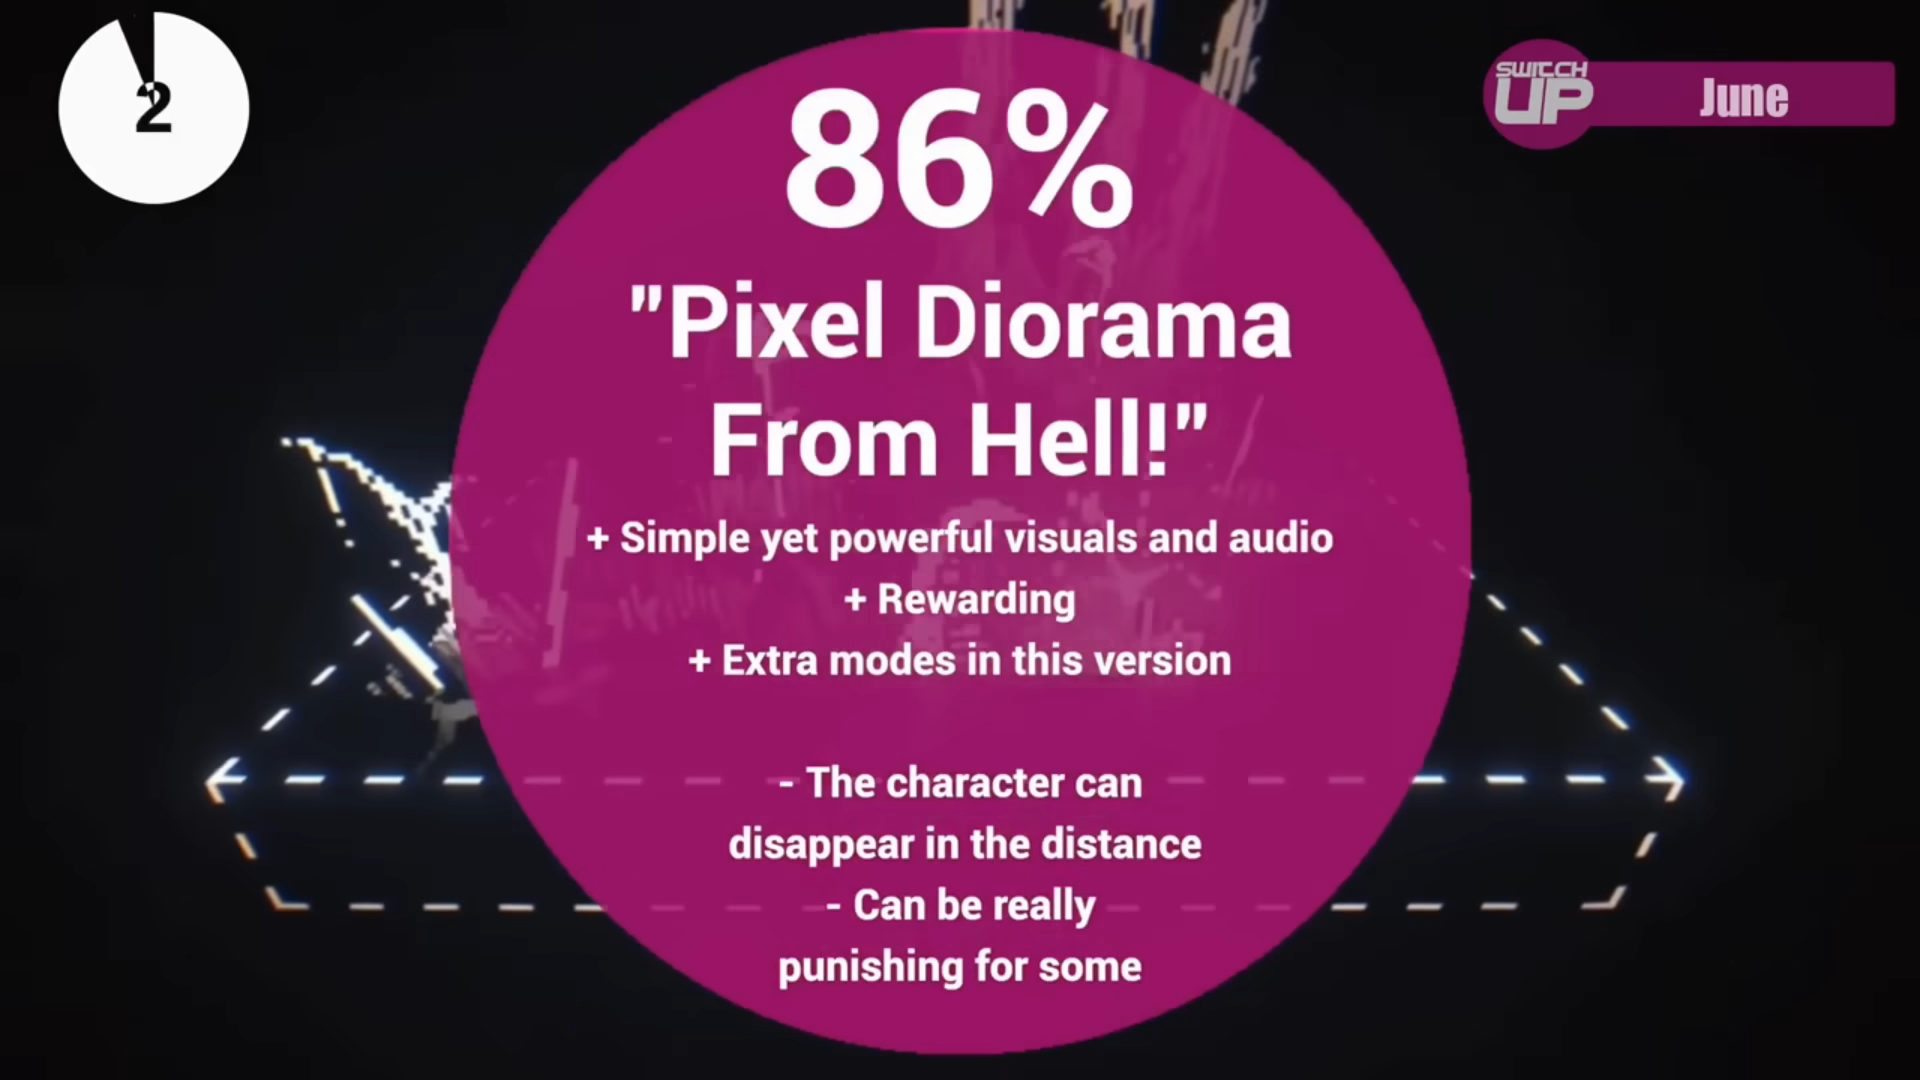 2
SWITCH
UP
June
86%
"Pixel Diorama
From Hell!"
+ Simple yet powerful visuals and audio
+ Rewarding
+ Extra modes in this version
- The character can
disappear in the distance
- Can be really
punishing for some